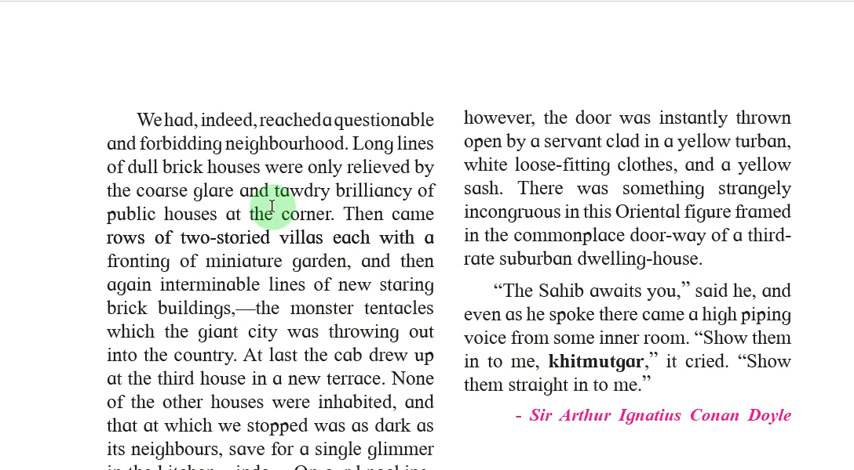 We had, indeed, reached a questionable
and forbidding neighbourhood. Long lines
of dull brick houses were only relieved by
the coarse glare and tawdry brilliancy of
public houses at the corner. Then came
rows of two-storied villas each with a
fronting of miniature garden, and then
again interminable lines of new staring
brick buildings,—the monster tentacles
which the giant city was throwing out
into the country. At last the cab drew up
at the third house in a new terrace. None
of the other houses were inhabited, and
that at which we stopped was as dark as
its neighbours, save for a single glimmer
however, the door was instantly thrown
open by a servant clad in a yellow turban,
white loose-fitting clothes, and a yellow
sash. There was something strangely
incongruous in this Oriental figure framed
in the commonplace door-way of a third-
rate suburban dwelling-house.
“The Sahib awaits you,” said he, and
even as he spoke there came a high piping
voice from some inner room. “Show them
in to me, khitmutgar,” it cried. “Show
them straight in to me.”
- Sir Arthur Ignatius Conan Doyle